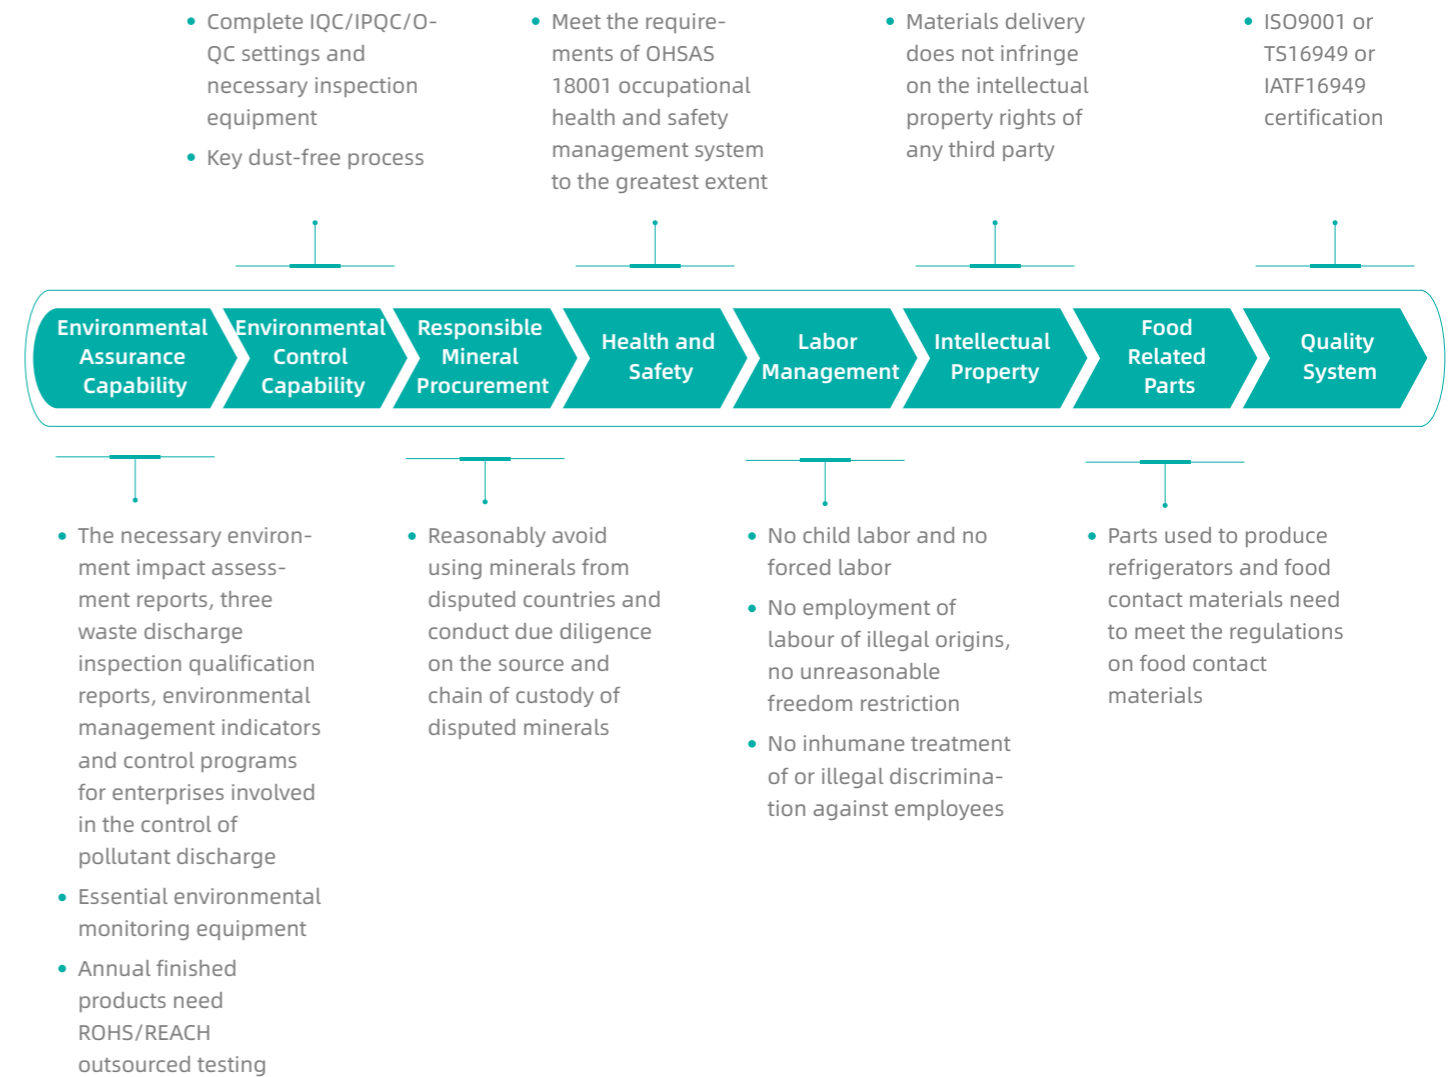 Complete IQC/IPQC/O-
QC settings and
necessary inspection
equipment
Key dust-free process
Meet the require-
ments of OHSAS
18001 occupational
health and safety
management system
to the greatest extent
Materials delivery
does not infringe
on the intellectual
property rights of
any third party
ISO9001 or
TS16949 or
IATF16949
certification
Environmental
Assurance
Capability
Environmental
Control
Capability
Responsible
Mineral
Procurement
Health and
Safety
Labor
Management
Intellectual
Property
Food
Related
Parts
Quality
System
The necessary environ-
ment impact assess-
ment reports, three
waste discharge
inspection qualification
reports, environmental
management indicators
and control programs
for enterprises involved
in the control of
pollutant discharge
Essential environmental
monitoring equipment
Annual finished
products need
ROHS/REACH
outsourced testing
Reasonably avoid
using minerals from
disputed countries and
conduct due diligence
on the source and
chain of custody of
disputed minerals
No child labor and no
forced labor
No employment of
labour of illegal origins,
no unreasonable
freedom restriction
No inhumane treatment
of or illegal discrimina-
tion against employees
Parts used to produce
refrigerators and food
contact materials need
to meet the regulations
on food contact
materials